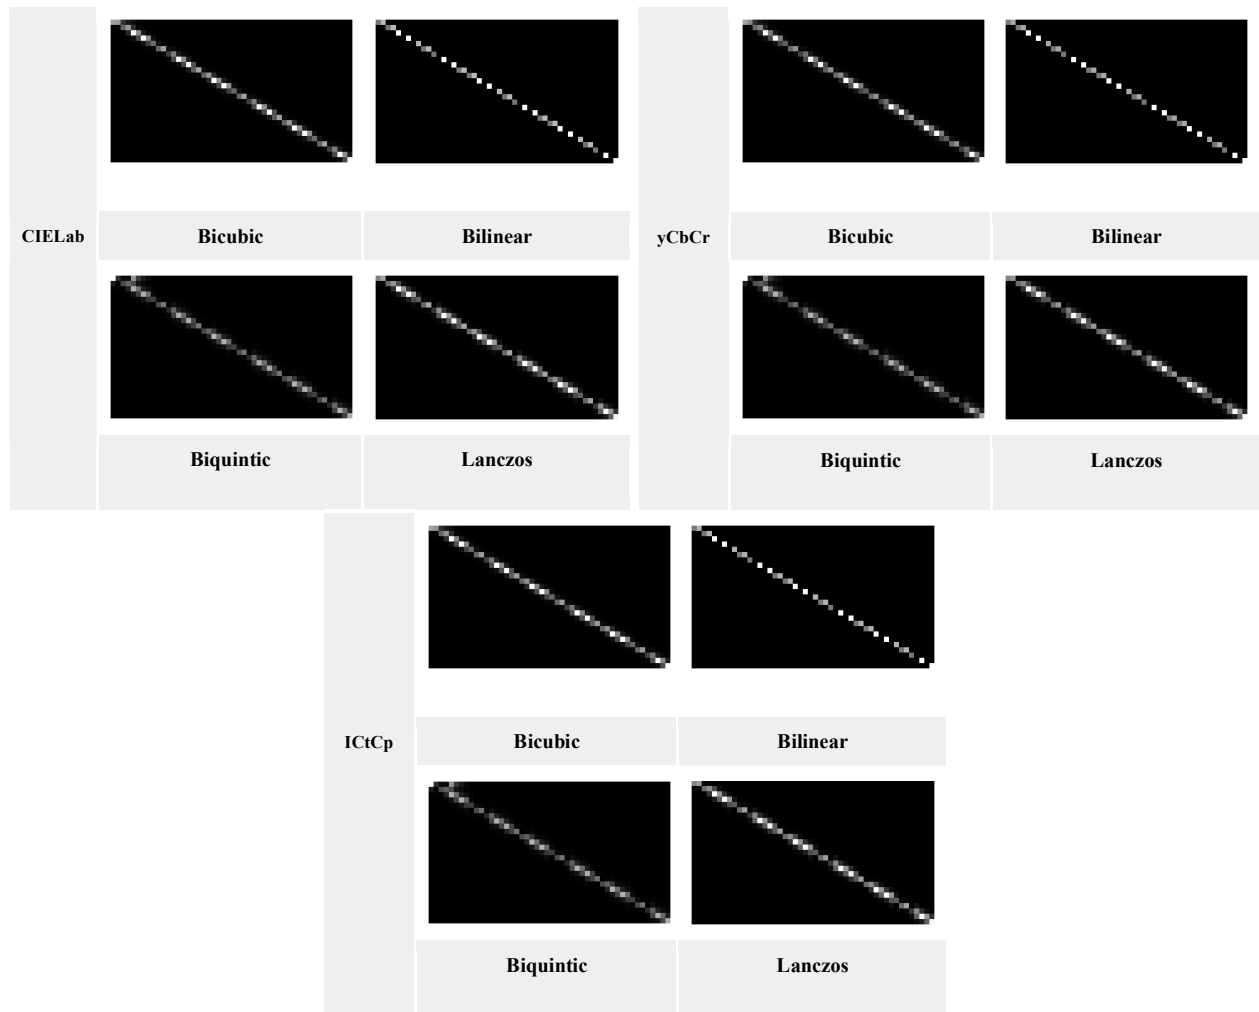 CIELab
Bicubic
Bilinear
Biquintic
Lanczos
yCbCr
Bicubic
Bilinear
Biquintic
Lanczos
ICtCp
Bicubic
Bilinear
Biquintic
Lanczos